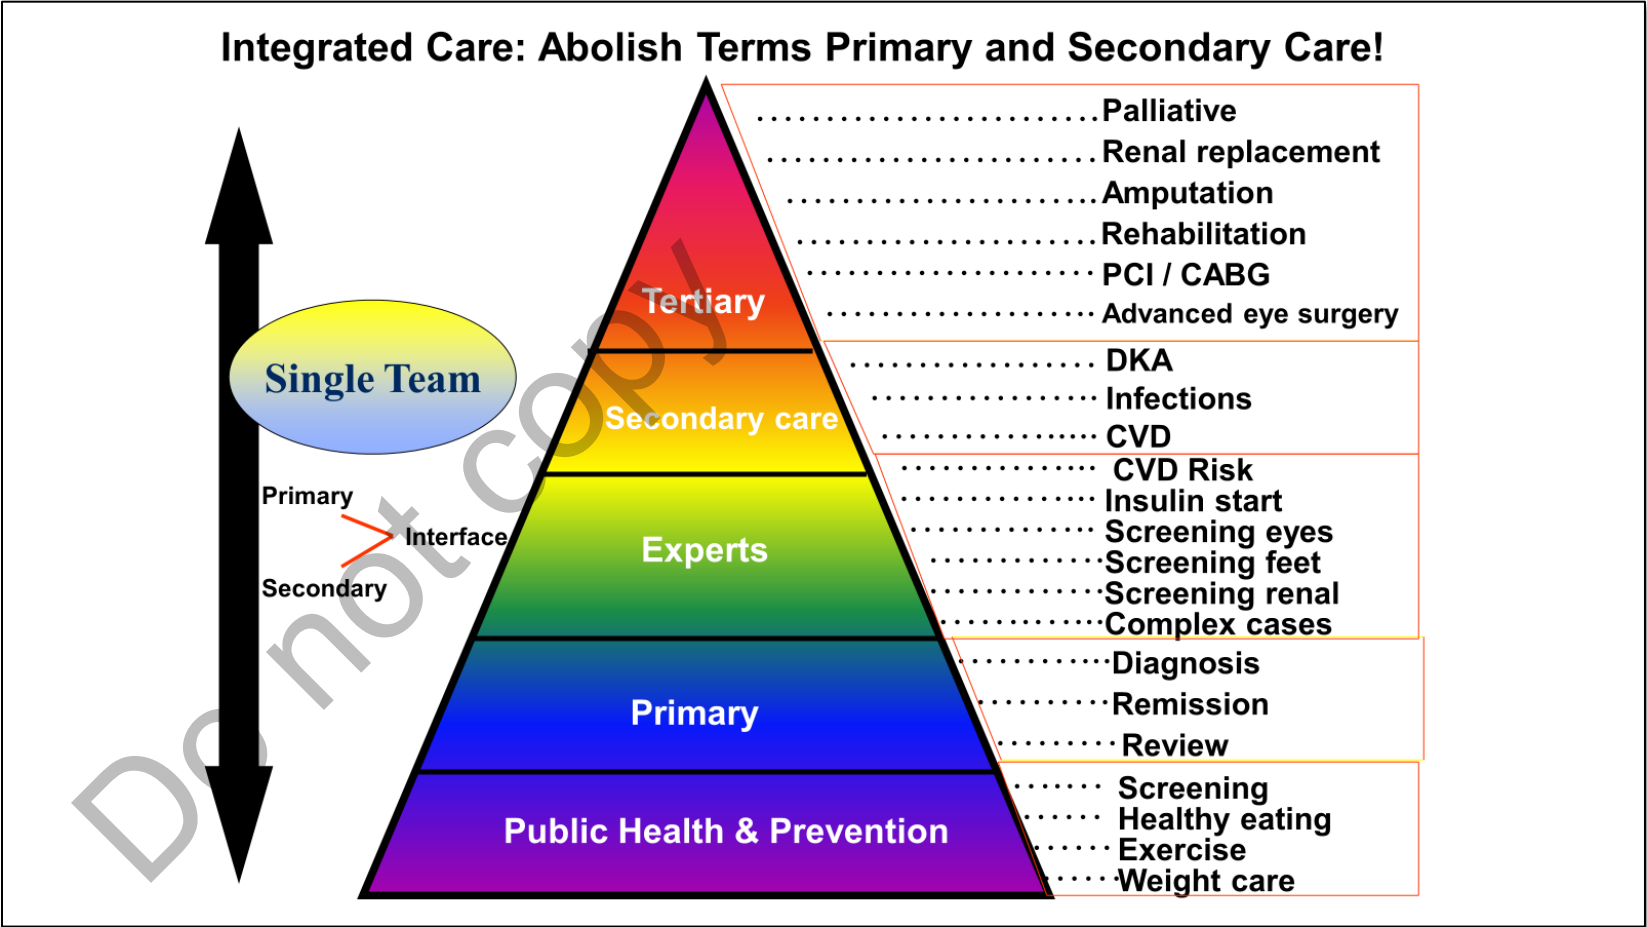 Integrated Care: Abolish Terms Primary and Secondary Care!
Single Team
Primary
Interface
Secondary
Tertiary
Secondary care
Experts
Primary
Public Health & Prevention
Palliative
Renal replacement
Amputation
Rehabilitation
PCI / CABG
Advanced eye surgery
DKA
Infections
CVD
CVD Risk
Insulin start
Screening eyes
Screening feet
Screening renal
Complex cases
Diagnosis
Remission
Review
Screening
Healthy eating
Exercise
Weight care
Do not copy